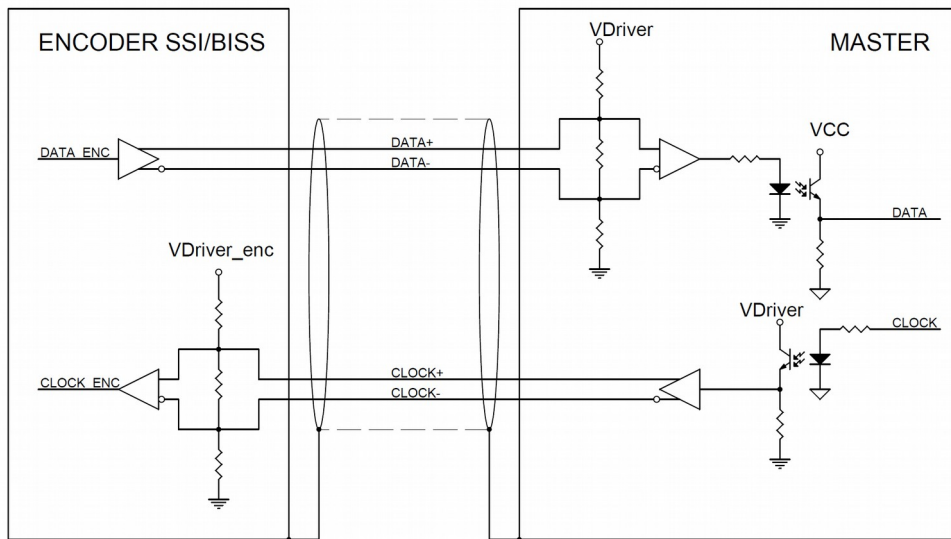 ENCODER SSI/BISS
MASTER
VDriver
VCC
DATA_ENC
DATA+
DATA-
DATA
VDriver_enc
VDriver
CLOCK
CLOCK_ENC
CLOCK+
CLOCK-